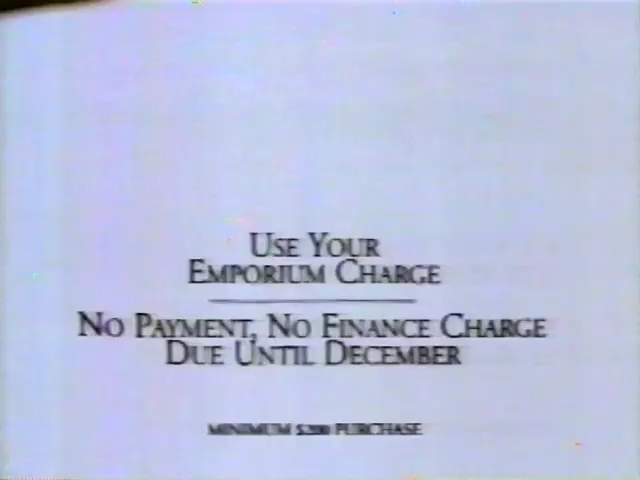 USE YOUR
EMPORIUM CHARGE
NO PAYMENT, NO FINANCE CHARGE
DUE UNTIL DECEMBER
MINIMUM $200 PURCHASE